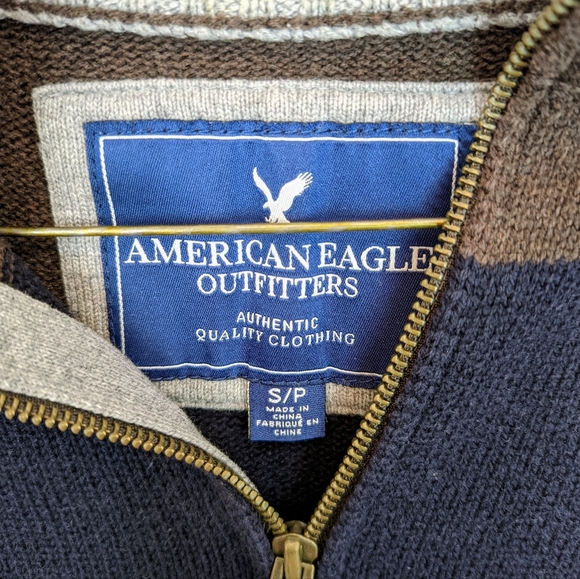 AMERICAN EAGLE
OUTFITTERS
AUTHENTIC
QUALITY CLOTHING
S/P
MADE IN
CHINA
FABRIQUÉ EN
CHINE